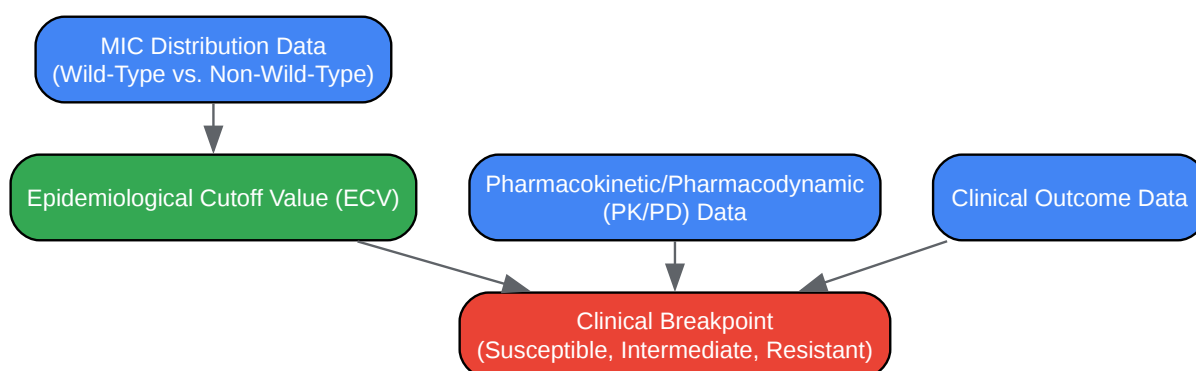 MIC Distribution Data
(Wild-Type vs. Non-Wild-Type)
Epidemiological Cutoff Value (ECV)
Pharmacokinetic/Pharmacodynamic
(PK/PD) Data
Clinical Outcome Data
Clinical Breakpoint
(Susceptible, Intermediate, Resistant)